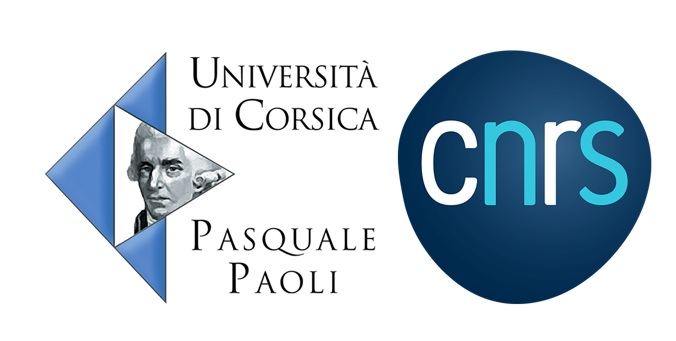 UNIVERSITÀ
DI CORSICA
PASQUALE
PAOLI
cnrs